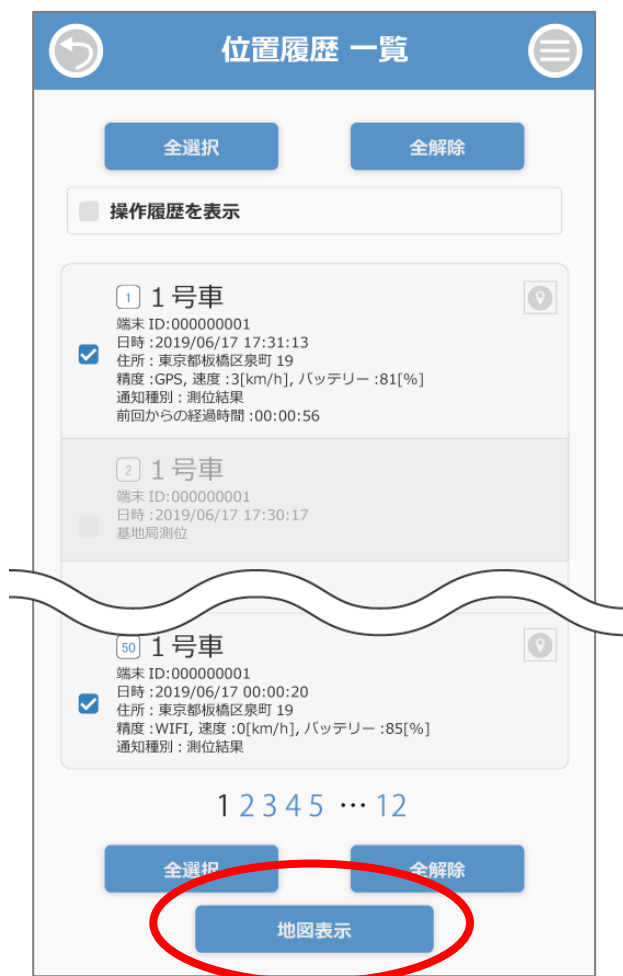 位置履歴 一覧
全選択
全解除
操作履歴を表示
1 1号車
端末 ID:000000001
日時 :2019/06/17 17:31:13
住所 : 東京都板橋区泉町 19
精度 :GPS, 速度 :3[km/h], バッテリー :81[%]
通知種別 : 測位結果
前回からの経過時間 :00:00:56
2 1号車
端末 ID:000000001
日時 :2019/06/17 17:30:17
基地局測位
50 1号車
端末 ID:000000001
日時 :2019/06/17 00:00:20
住所 : 東京都板橋区泉町 19
精度 :WIFI, 速度 :0[km/h], バッテリー :85[%]
通知種別 : 測位結果
1 2 3 4 5 … 12
全選択
全解除
地図表示